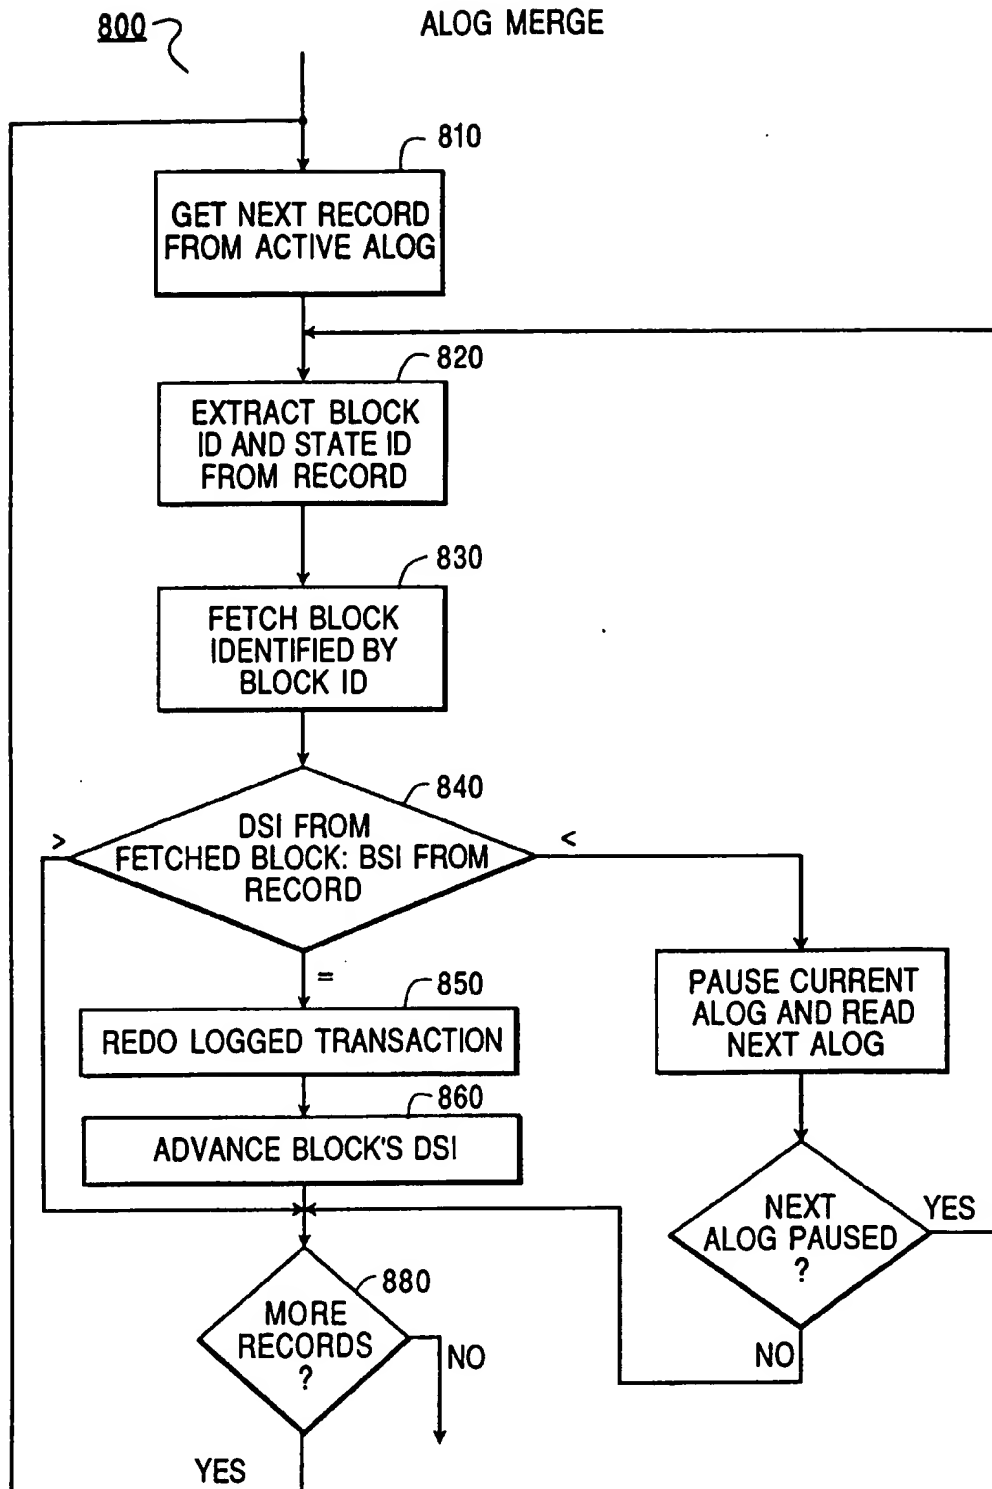 800
ALOG MERGE
810
GET NEXT RECORD
FROM ACTIVE ALOG
820
EXTRACT BLOCK
ID AND STATE ID
FROM RECORD
830
FETCH BLOCK
IDENTIFIED BY
BLOCK ID
840
>
<
DSI FROM
FETCHED BLOCK: BSI FROM
RECORD
=
850
REDO LOGGED TRANSACTION
860
ADVANCE BLOCK'S DSI
PAUSE CURRENT
ALOG AND READ
NEXT ALOG
NEXT
ALOG PAUSED
?
YES
NO
880
MORE
RECORDS
?
NO
YES